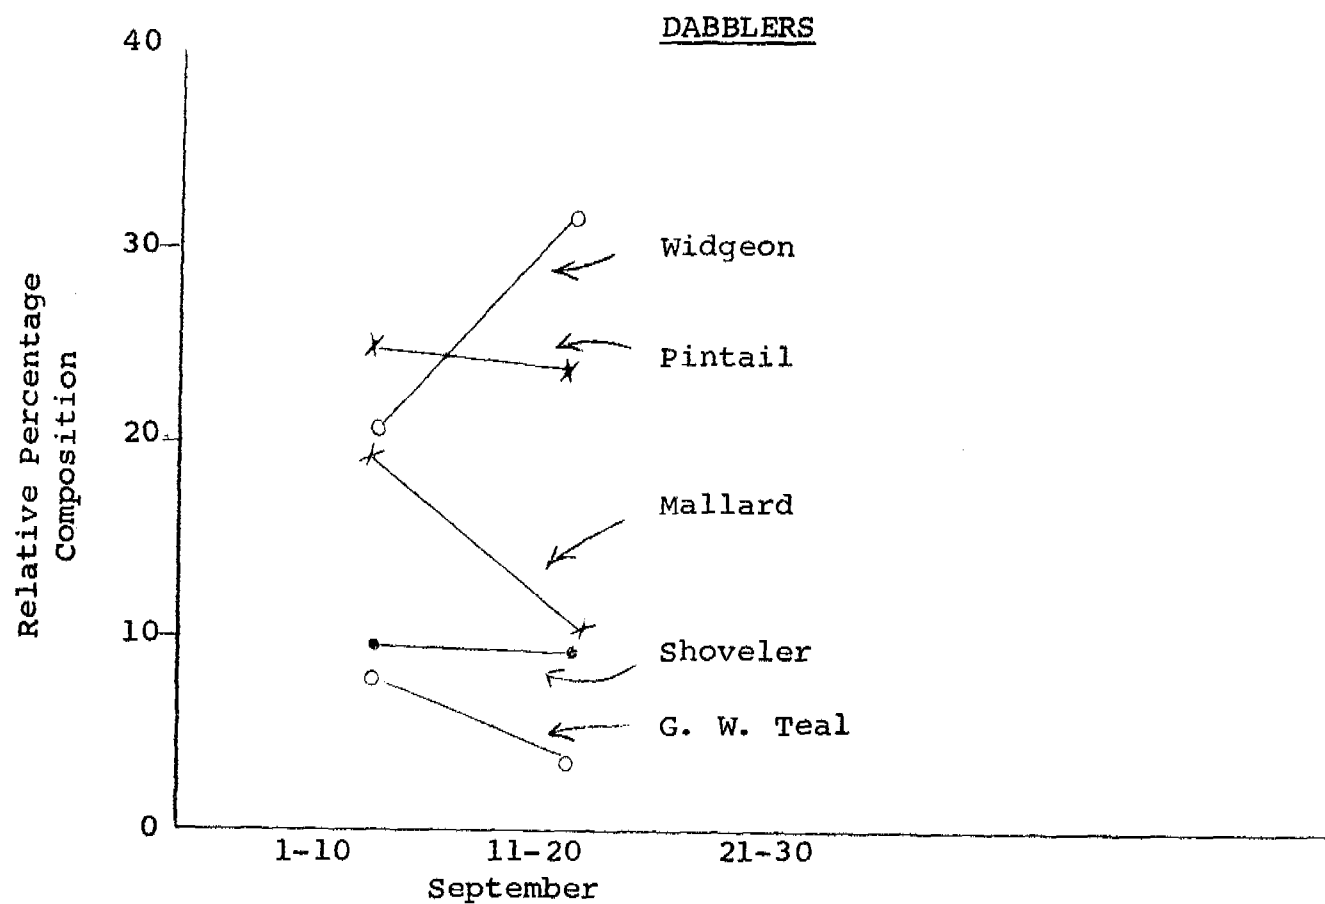 DABBLERS
40
30
20
10
0
Relative Percentage
Composition
Widgeon
Pintail
Mallard
Shoveler
G. W. Teal
1-10 11-20 21-30
September